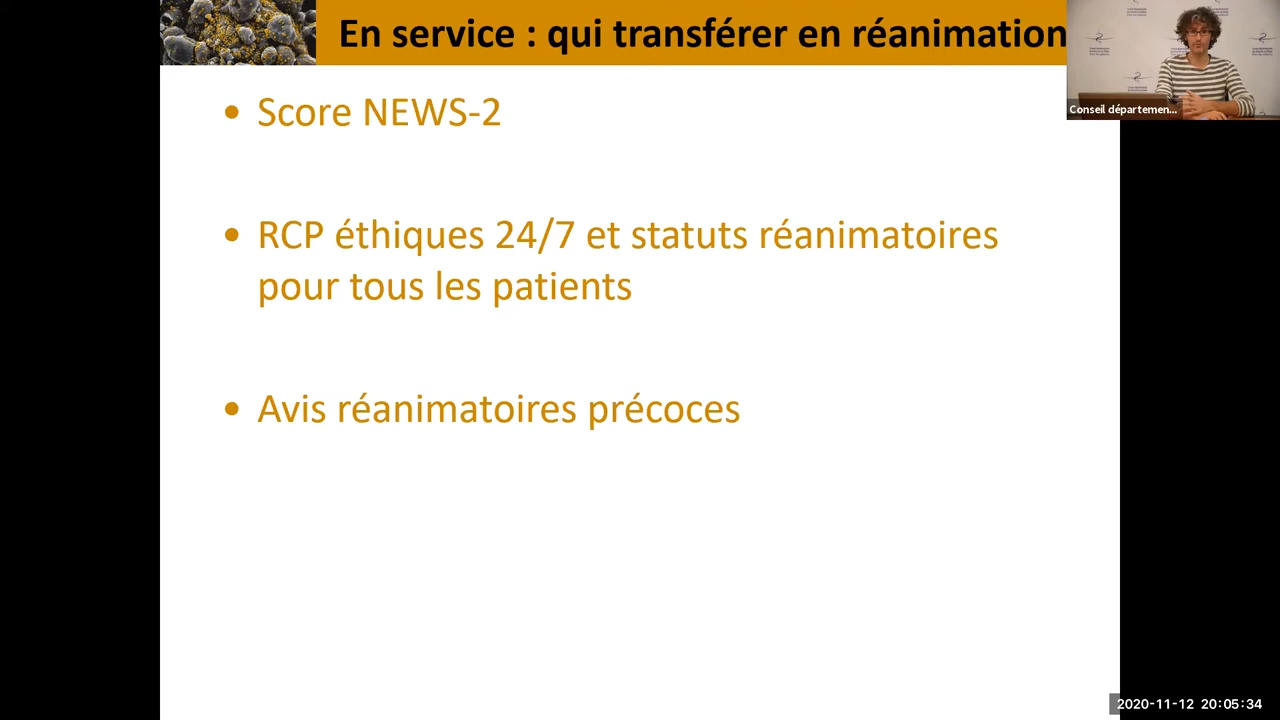 En service : qui transférer en réanimation
Conseil départemen...
• Score NEWS-2
• RCP éthiques 24/7 et statuts réanimatoires
pour tous les patients
• Avis réanimatoires précoces
2020-11-12 20:05:34